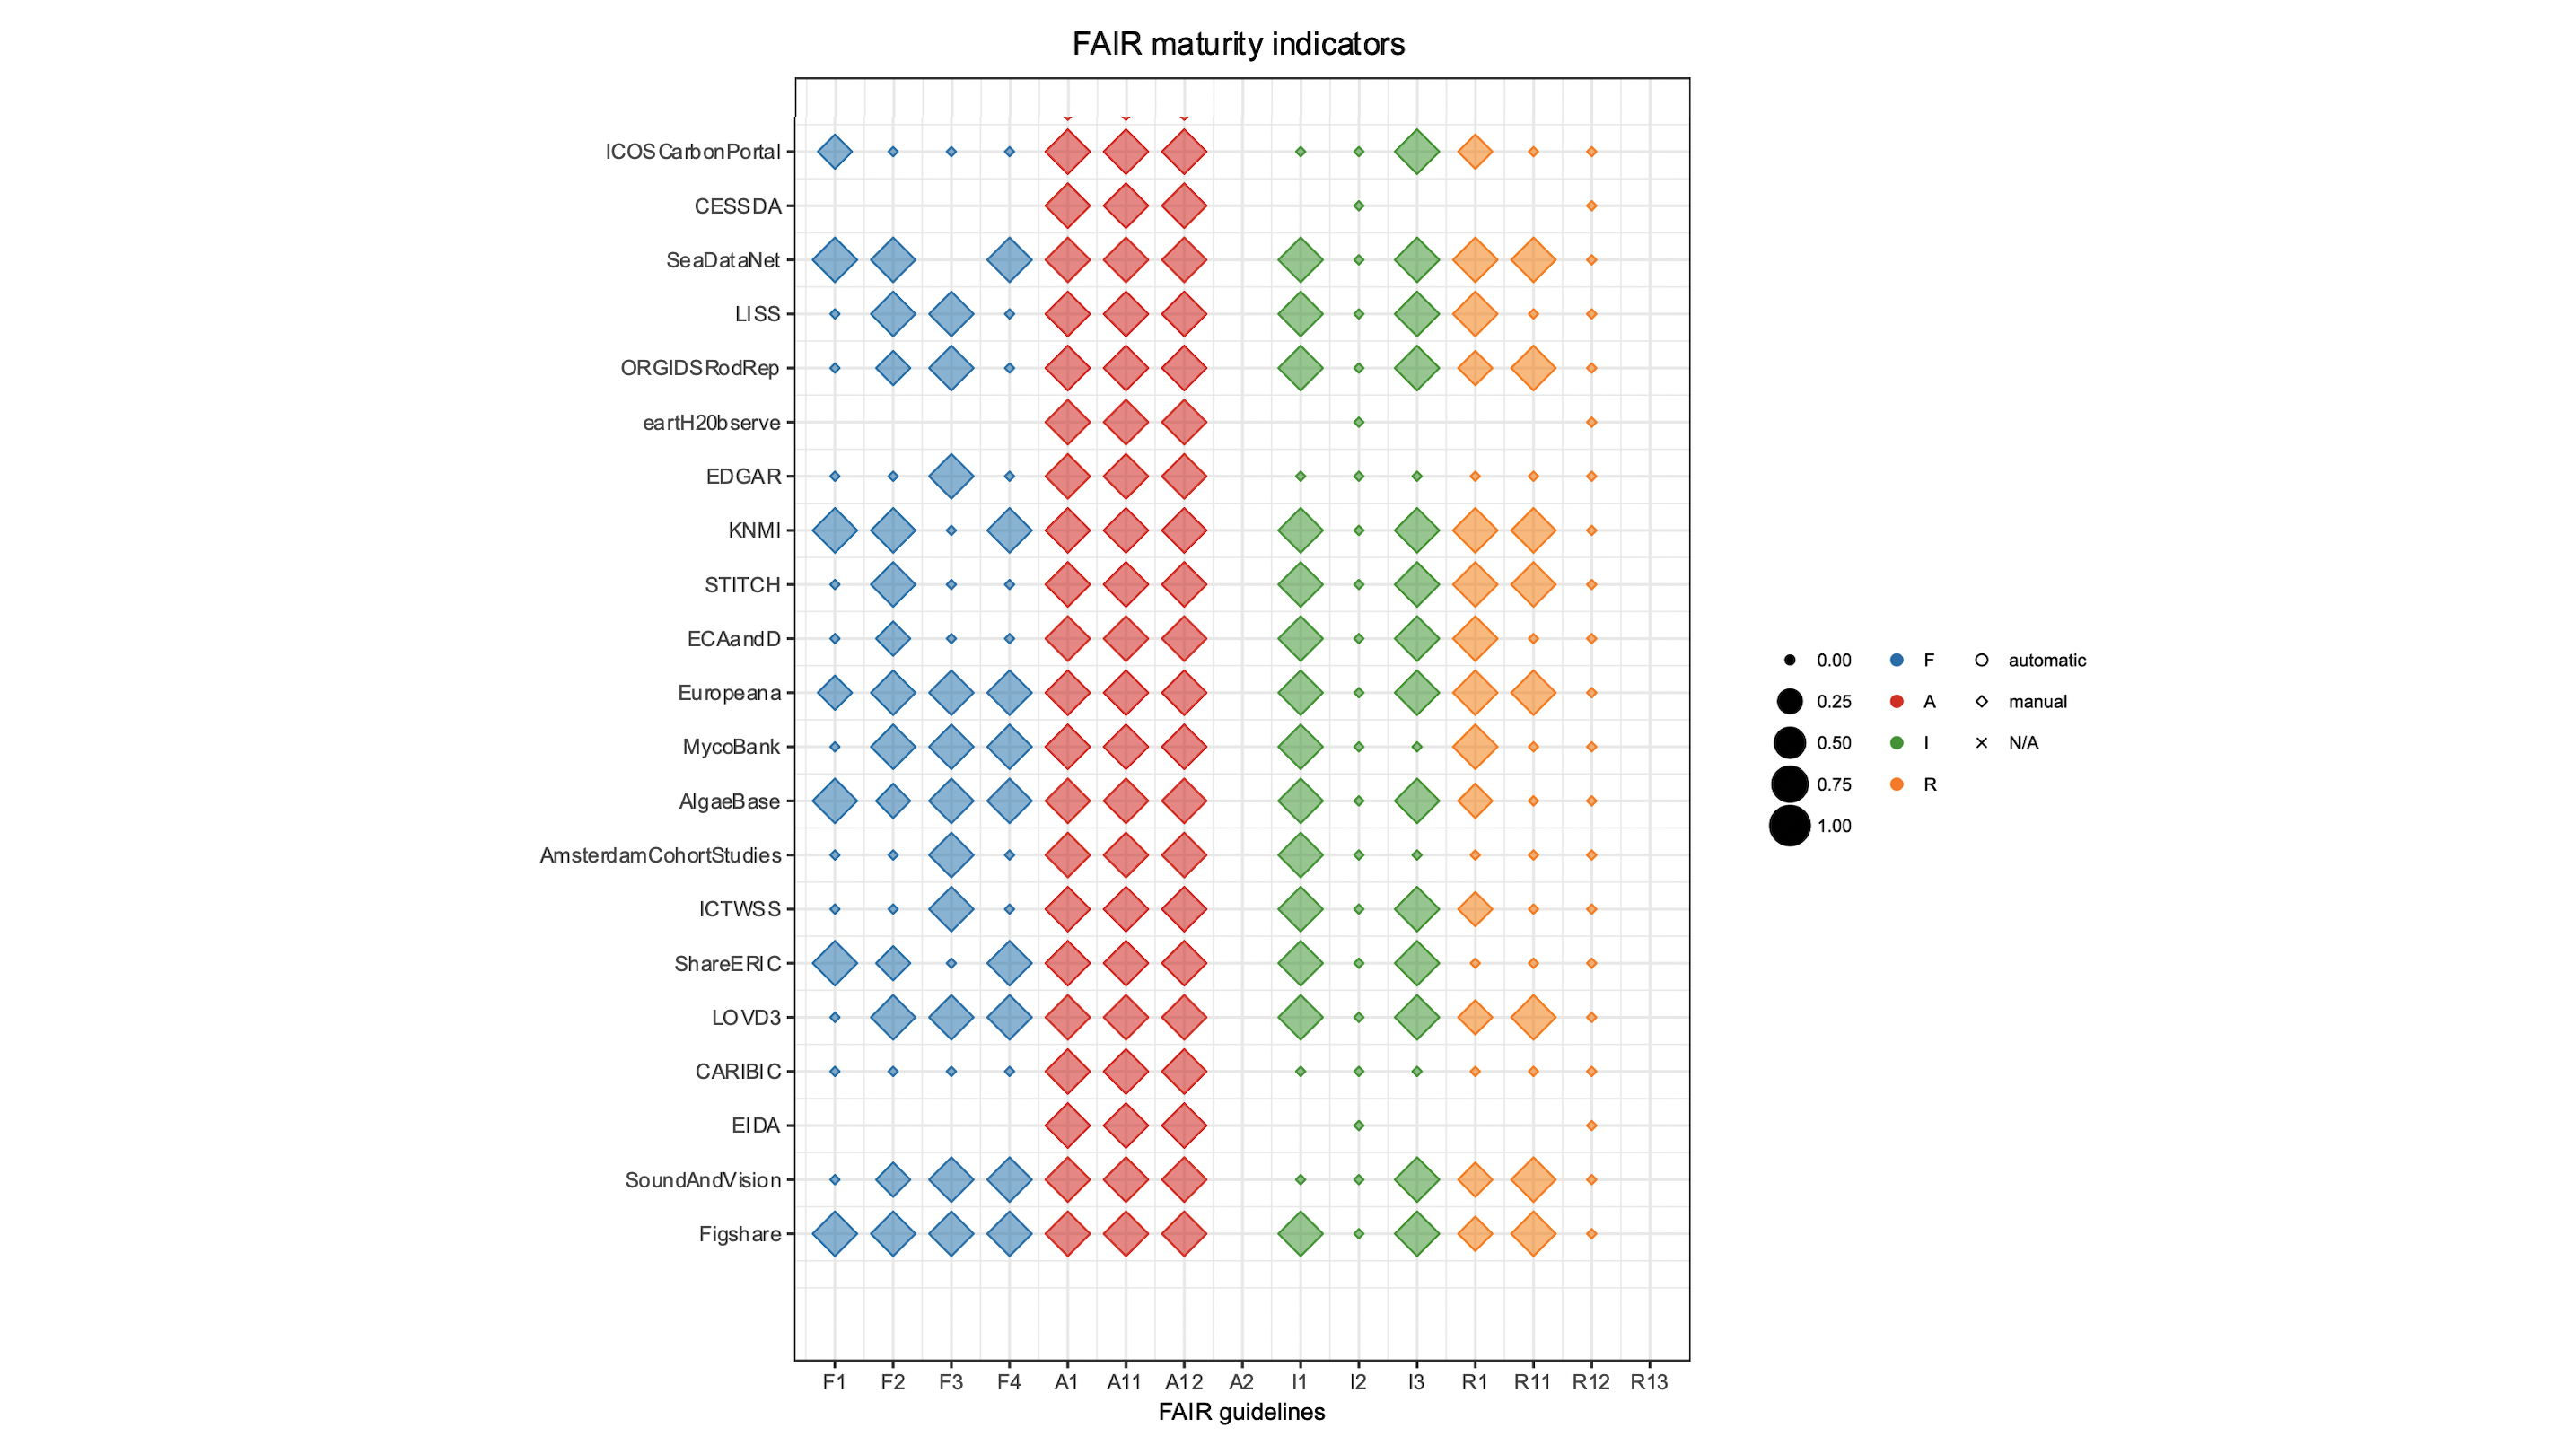 FAIR maturity indicators
ICOSCarbonPortal
CESSDA
SeaDataNet
LISS
ORGIDSRodRep
eartH20bserve
EDGAR
KNMI
STITCH
ECAandD
Europeana
MycoBank
AlgaeBase
AmsterdamCohortStudies
ICTWSS
ShareERIC
LOVD3
CARIBIC
EIDA
SoundAndVision
Figshare
F1 F2 F3 F4 A1 A11 A12 A2 I1 I2 I3 R1 R11 R12 R13
FAIR guidelines
0.00 F automatic
0.25 A manual
0.50 I N/A
0.75 R
1.00